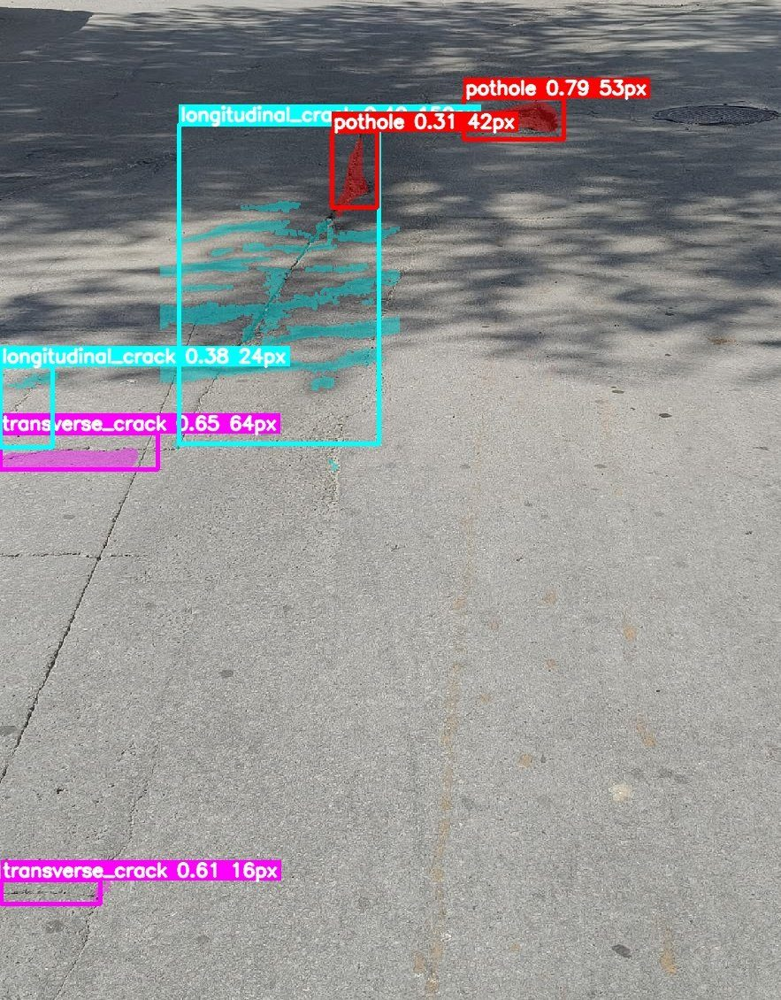 pothole 0.79 53px
longitudinal_crack
pothole 0.31 42px
longitudinal_crack 0.38 24px
transverse_crack 0.65 64px
transverse_crack 0.61 16px